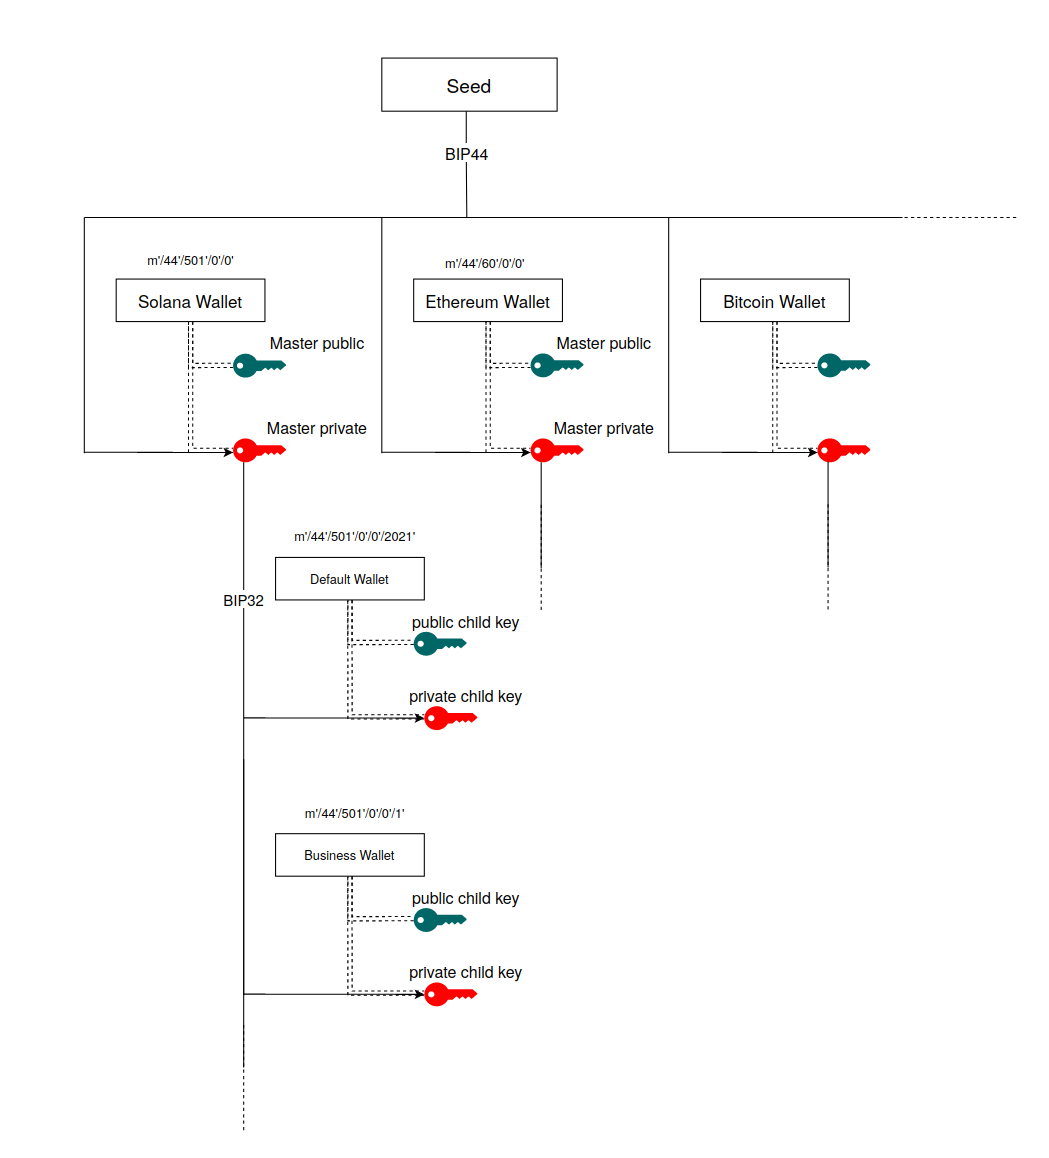 Seed
BIP44
m'/44'/501'/0'/0'
m'/44'/60'/0'/0'
Solana Wallet
Ethereum Wallet
Bitcoin Wallet
Master public
Master public
Master private
Master private
m'/44'/501'/0'/0'/2021'
Default Wallet
BIP32
public child key
private child key
m'/44'/501'/0'/0'/1'
Business Wallet
public child key
private child key